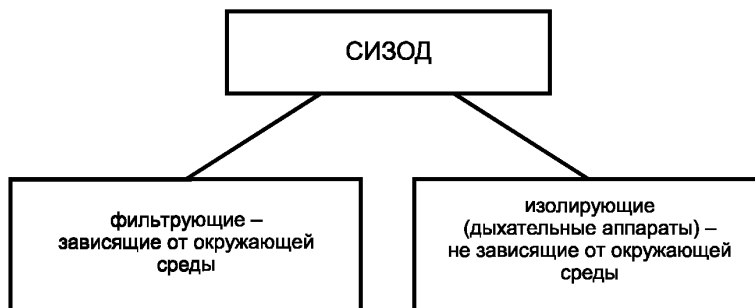 СИЗОД
фильтрующие –
зависящие от окружающей
среды
изолирующие
(дыхательные аппараты) –
не зависящие от окружающей
среды